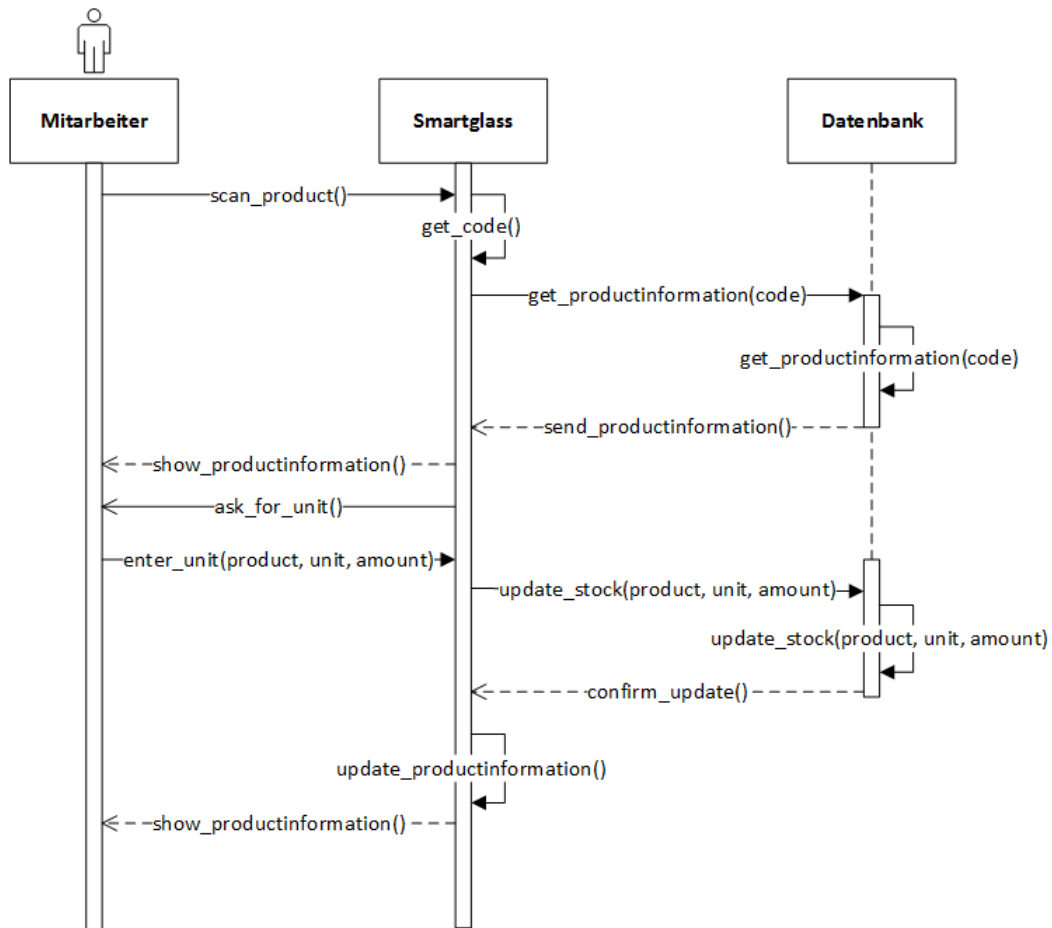 Mitarbeiter
Smartglass
Datenbank
scan_product()
get_code()
get_productinformation(code)
get_productinformation(code)
send_productinformation()
show_productinformation()
ask_for_unit()
enter_unit(product, unit, amount)
update_stock(product, unit, amount)
update_stock(product, unit, amount)
confirm_update()
update_productinformation()
show_productinformation()